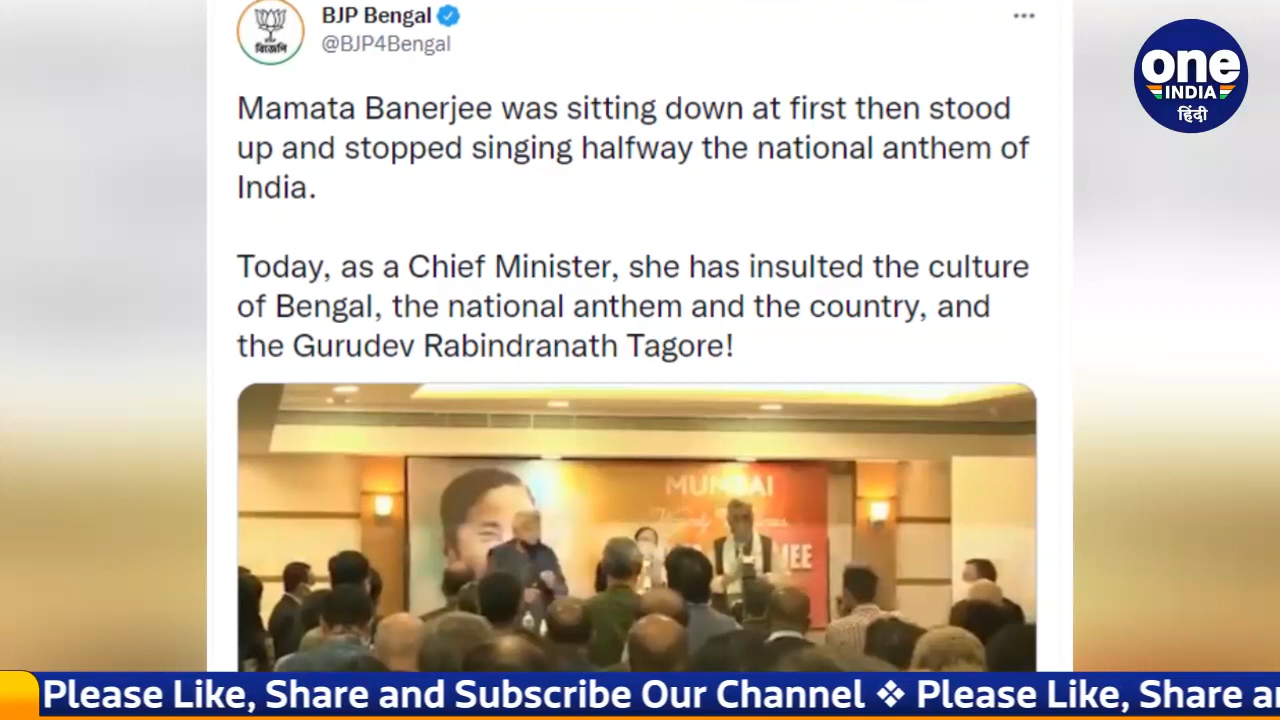 BJP Bengal
@BJP4Bengal
বিজেপি
one
INDIA
हिंदी
Mamata Banerjee was sitting down at first then stood
up and stopped singing halfway the national anthem of
India.
Today, as a Chief Minister, she has insulted the culture
of Bengal, the national anthem and the country, and
the Gurudev Rabindranath Tagore!
MUMBAI
Please Like, Share and Subscribe Our Channel ❖ Please Like, Share an